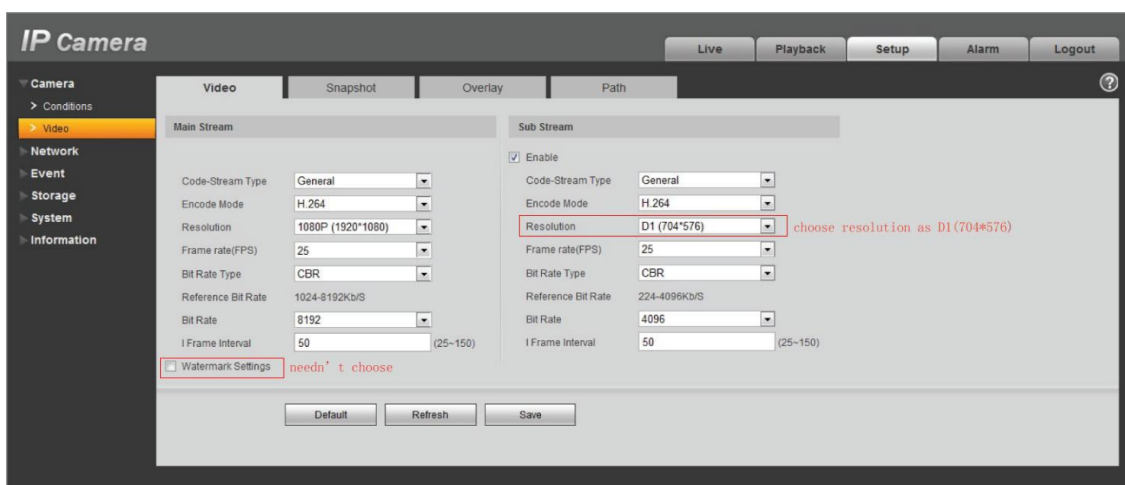 IP Camera
Live Playback Setup Alarm Logout
Camera
Conditions
Video
Network
Event
Storage
System
Information
Video Snapshot Overlay Path
?
Main Stream
Code-Stream Type General
Encode Mode H.264
Resolution 1080P (1920*1080)
Frame rate(FPS) 25
Bit Rate Type CBR
Reference Bit Rate 1024-8192Kb/S
Bit Rate 8192
I Frame Interval 50 (25~150)
Watermark Settings needn't choose
Sub Stream
Enable
Code-Stream Type General
Encode Mode H.264
Resolution D1 (704*576) choose resolution as D1(704*576)
Frame rate(FPS) 25
Bit Rate Type CBR
Reference Bit Rate 224-4096Kb/S
Bit Rate 4096
I Frame Interval 50 (25~150)
Default Refresh Save